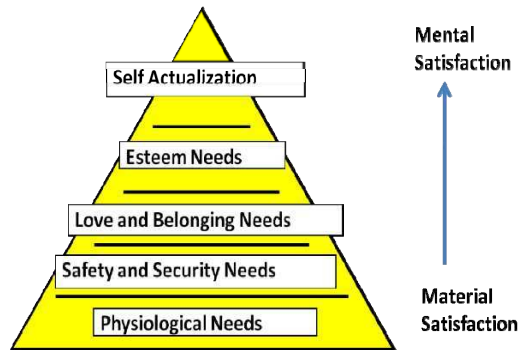 Mental
Satisfaction
Self Actualization
Esteem Needs
Love and Belonging Needs
Safety and Security Needs
Physiological Needs
Material
Satisfaction